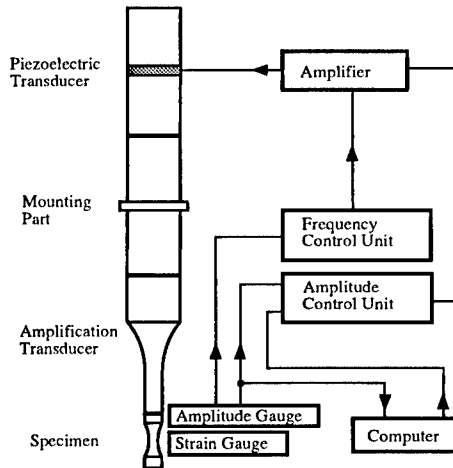 Piezoelectric
Transducer
Amplifier
Mounting
Part
Frequency
Control Unit
Amplitude
Control Unit
Amplification
Transducer
Amplitude Gauge
Specimen
Strain Gauge
Computer